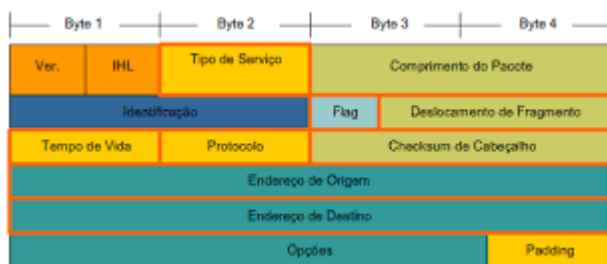 Byte 1 Byte 2 Byte 3 Byte 4
Ver. IHL Tipo de Serviço Comprimento do Pacote
Identificação Flag Deslocamento de Fragmento
Tempo de Vida Protocolo Checksum de Cabeçalho
Endereço de Origem
Endereço de Destino
Opções Padding